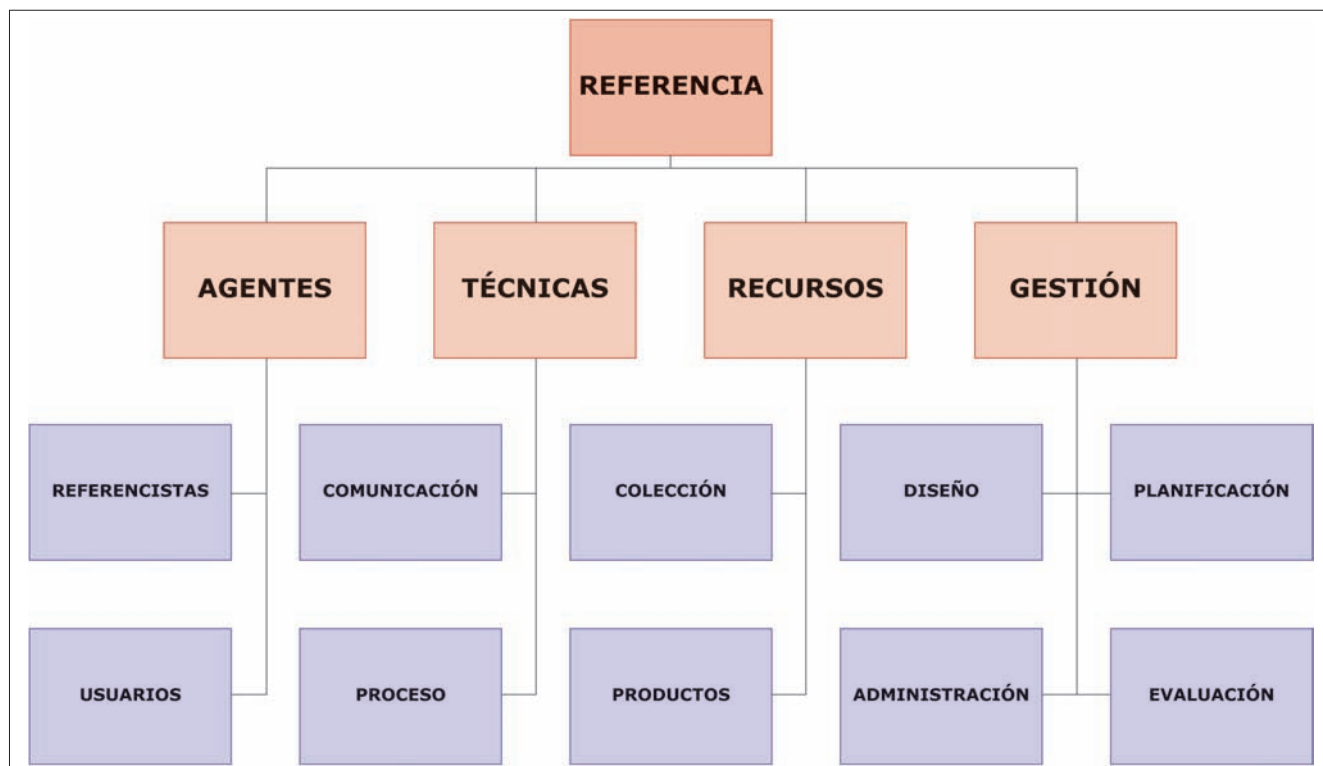 REFERENCIA
AGENTES
TÉCNICAS
RECURSOS
GESTIÓN
REFERENCISTAS
COMUNICACIÓN
COLECCIÓN
DISEÑO
PLANIFICACIÓN
USUARIOS
PROCESO
PRODUCTOS
ADMINISTRACIÓN
EVALUACIÓN